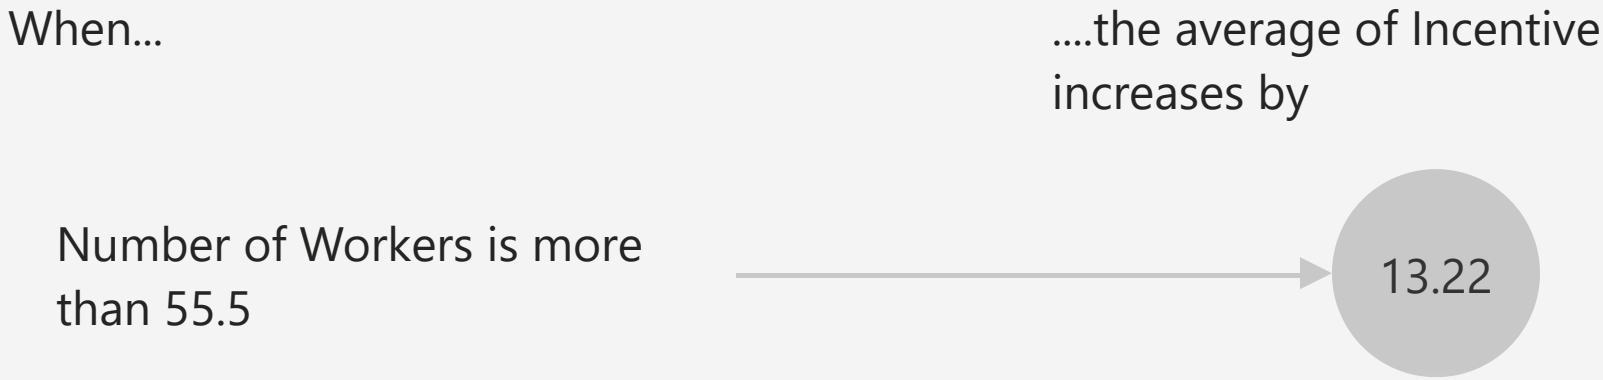 When...
....the average of Incentive
increases by
Number of Workers is more
than 55.5
13.22